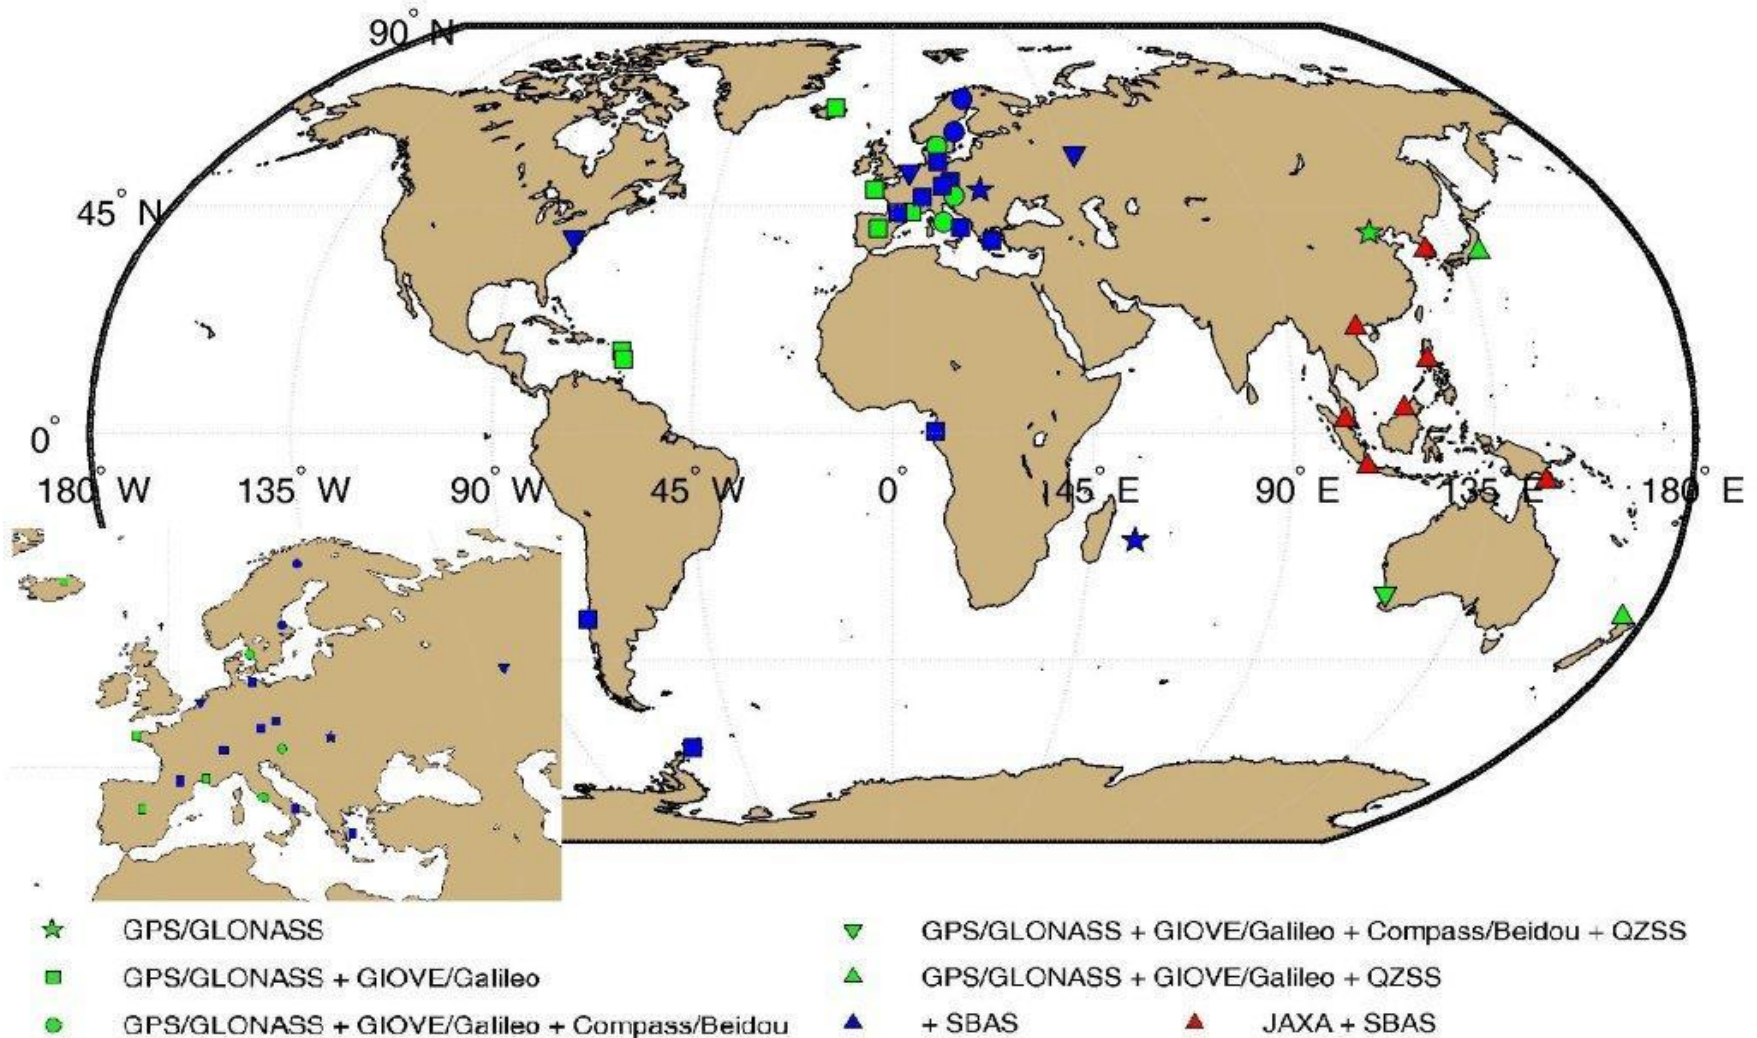 90° N
45° N
0°
180° W 135° W 90° W 45° W 0° 45° E 90° E 135° E 180° E
GPS/GLONASS
GPS/GLONASS + GIOVE/Galileo
GPS/GLONASS + GIOVE/Galileo + Compass/Beidou
GPS/GLONASS + GIOVE/Galileo + Compass/Beidou + QZSS
GPS/GLONASS + GIOVE/Galileo + QZSS
+ SBAS
JAXA + SBAS